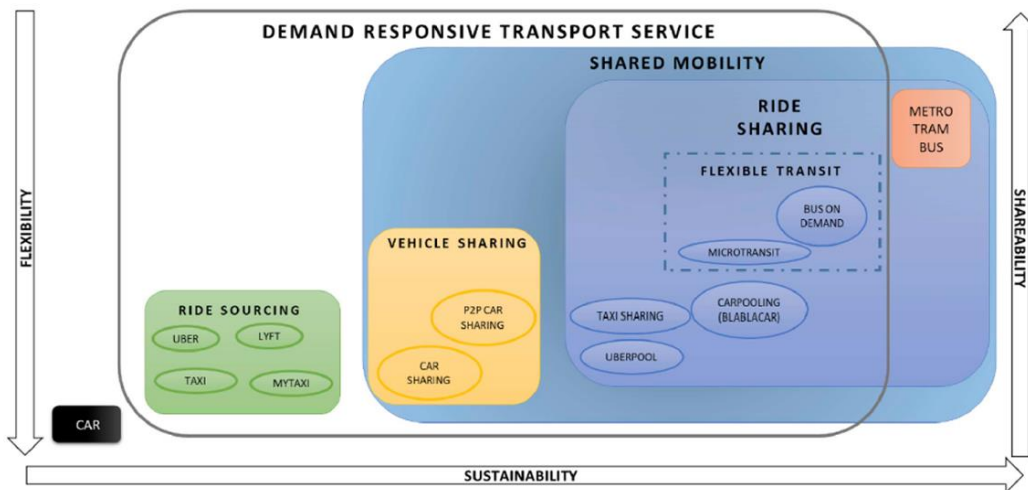 DEMAND RESPONSIVE TRANSPORT SERVICE
SHARED MOBILITY
RIDE
SHARING
METRO
TRAM
BUS
FLEXIBLE TRANSIT
BUS ON
DEMAND
MICROTRANSIT
VEHICLE SHARING
P2P CAR
SHARING
CAR
SHARING
TAXI SHARING
CARPOOLING
(BLABLACAR)
UBERPOOL
RIDE SOURCING
UBER
LYFT
TAXI
MYTAXI
CAR
FLEXIBILITY
SHAREABILITY
SUSTAINABILITY